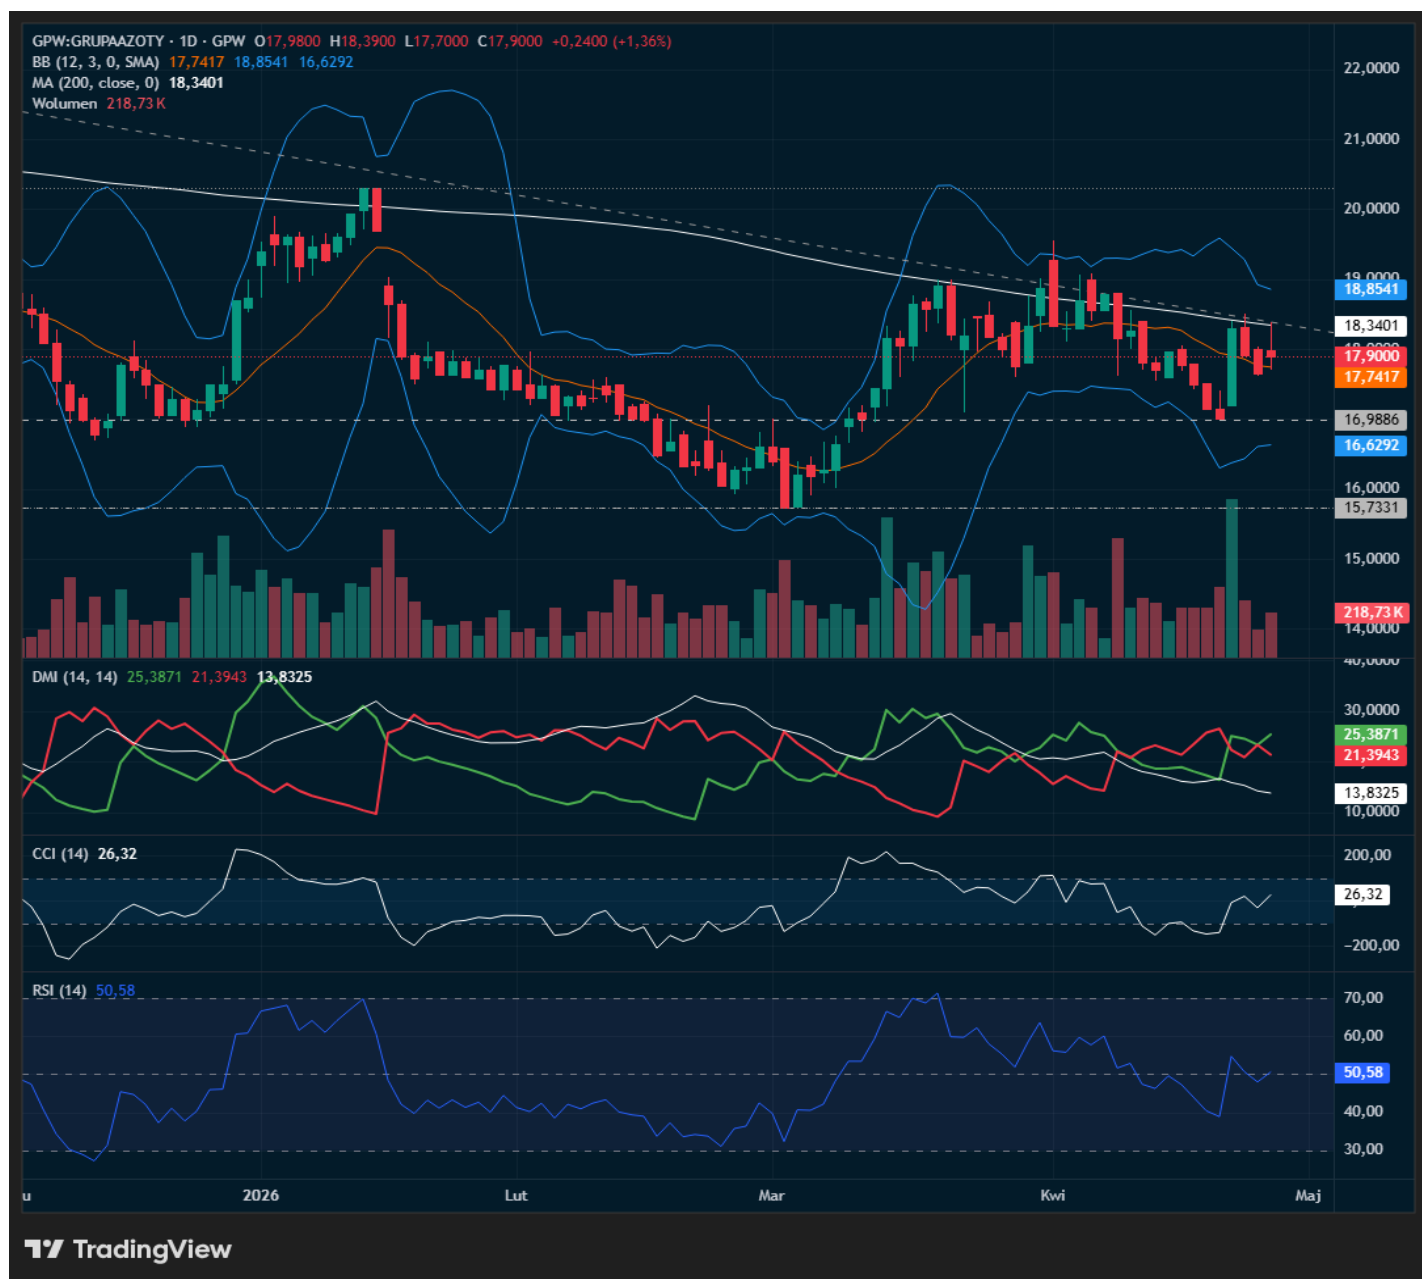 GPW:GRUPAAZOTY · 1D · GPW O17,9800 H18,3900 L17,7000 C17,9000 +0,2400 (+1,36%)
BB (12, 3, 0, SMA) 17,7417 18,8541 16,6292
MA (200, close, 0) 18,3401
Wolumen 218,73 K
22,0000
21,0000
20,0000
19,0000
18,8541
18,3401
18,0000
17,9000
17,7417
16,9886
16,6292
16,0000
15,7331
15,0000
218,73 K
14,0000
DMI (14, 14) 25,3871 21,3943 13,8325
40,0000
30,0000
25,3871
21,3943
13,8325
10,0000
CCI (14) 26,32
200,00
26,32
−200,00
RSI (14) 50,58
70,00
60,00
50,58
40,00
30,00
u 2026 Lut Mar Kwi Maj
TradingView